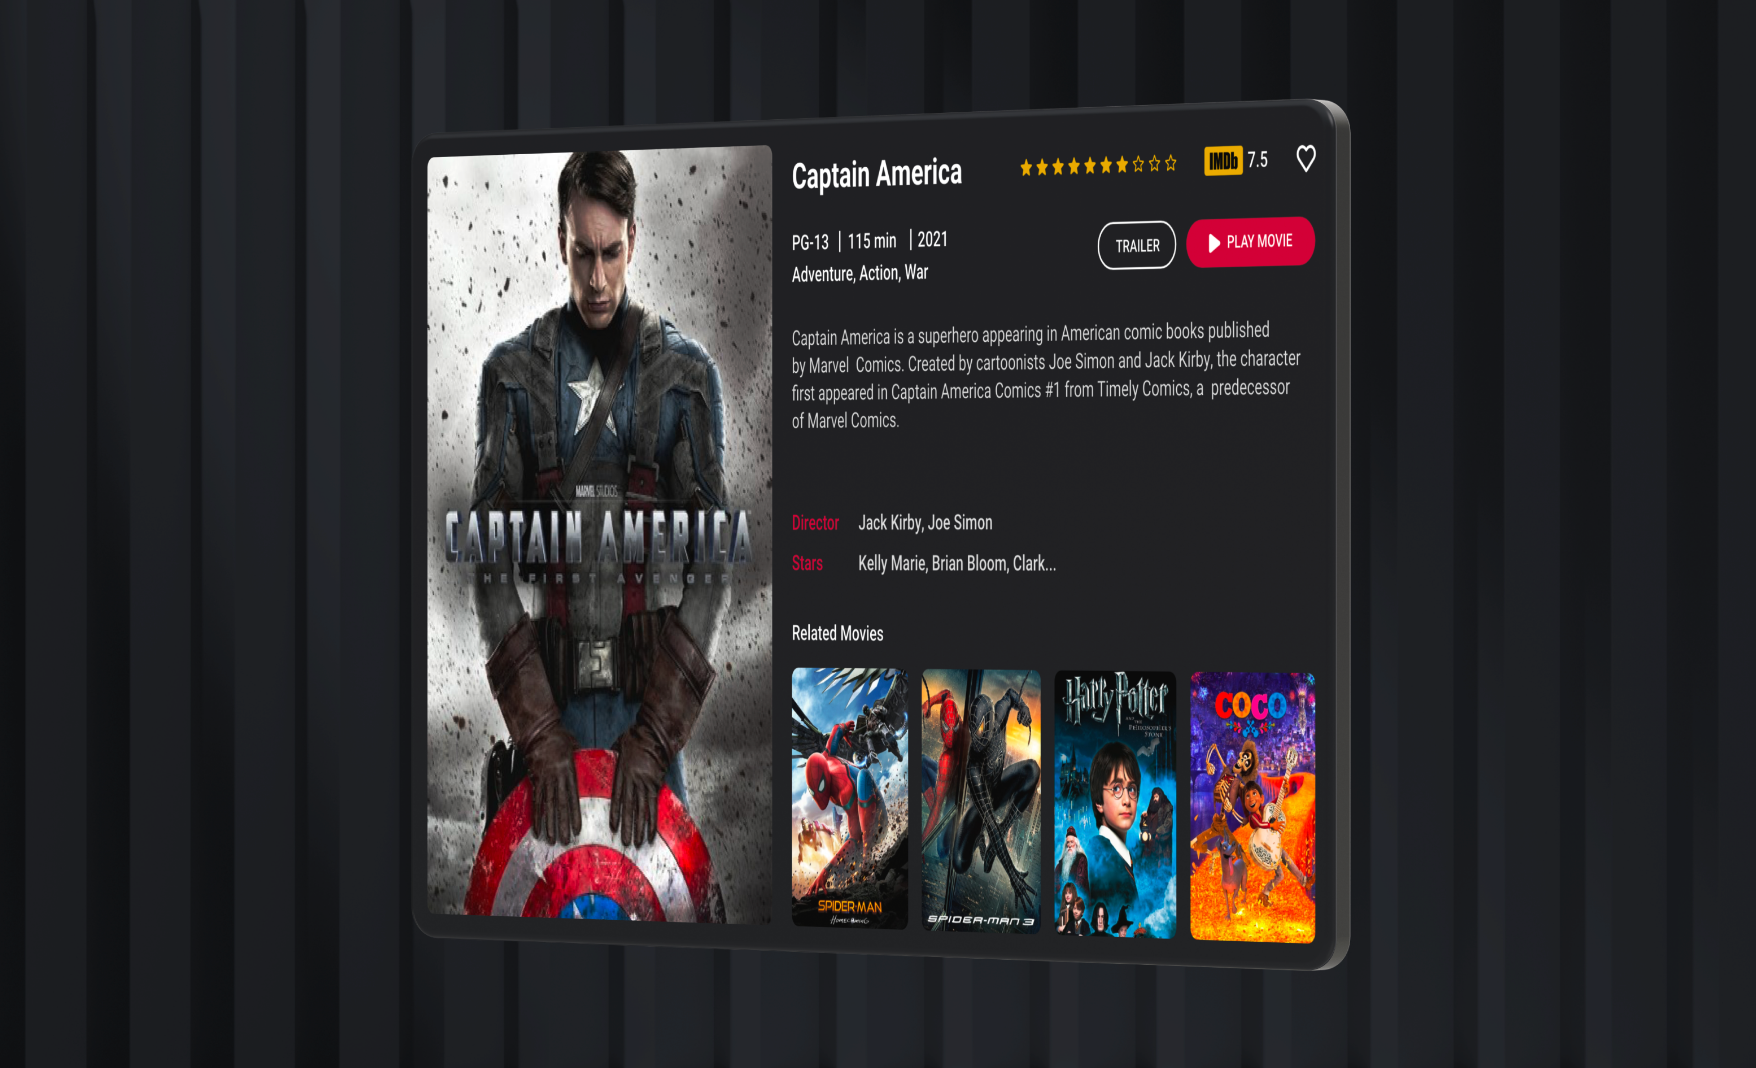 MARVEL STUDIOS
CAPTAIN AMERICA
THE FIRST AVENGER
Captain America
IMDb 7.5
PG-13 | 115 min | 2021
Adventure, Action, War
TRAILER
PLAY MOVIE
Captain America is a superhero appearing in American comic books published
by Marvel Comics. Created by cartoonists Joe Simon and Jack Kirby, the character
first appeared in Captain America Comics #1 from Timely Comics, a predecessor
of Marvel Comics.
Director Jack Kirby, Joe Simon
Stars Kelly Marie, Brian Bloom, Clark...
Related Movies
SPIDER-MAN
HOMECOMING
SPIDER-MAN 3
Harry Potter
AND THE
PHILOSOPHER'S
STONE
COCO